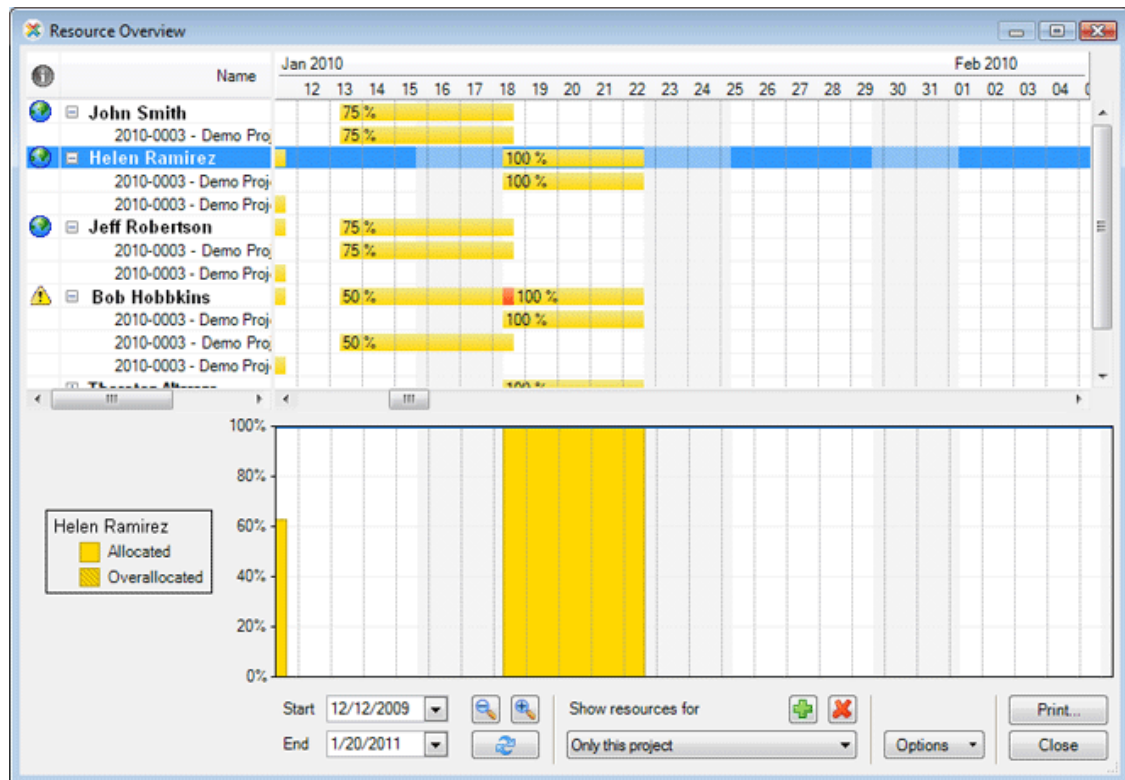 Resource Overview
Name
Jan 2010 Feb 2010
12 13 14 15 16 17 18 19 20 21 22 23 24 25 26 27 28 29 30 31 01 02 03 04
John Smith 75 %
2010-0003 - Demo Proj 75 %
Helen Ramirez 100 %
2010-0003 - Demo Proj 100 %
2010-0003 - Demo Proj
Jeff Robertson 75 %
2010-0003 - Demo Proj 75 %
2010-0003 - Demo Proj
Bob Hobbkins 50 % 100 %
2010-0003 - Demo Proj 100 %
2010-0003 - Demo Proj 50 %
2010-0003 - Demo Proj
100 %
100%
80%
60%
40%
20%
0%
Helen Ramirez
Allocated
Overallocated
Start 12/12/2009 Show resources for Print...
End 1/20/2011 Only this project Options Close